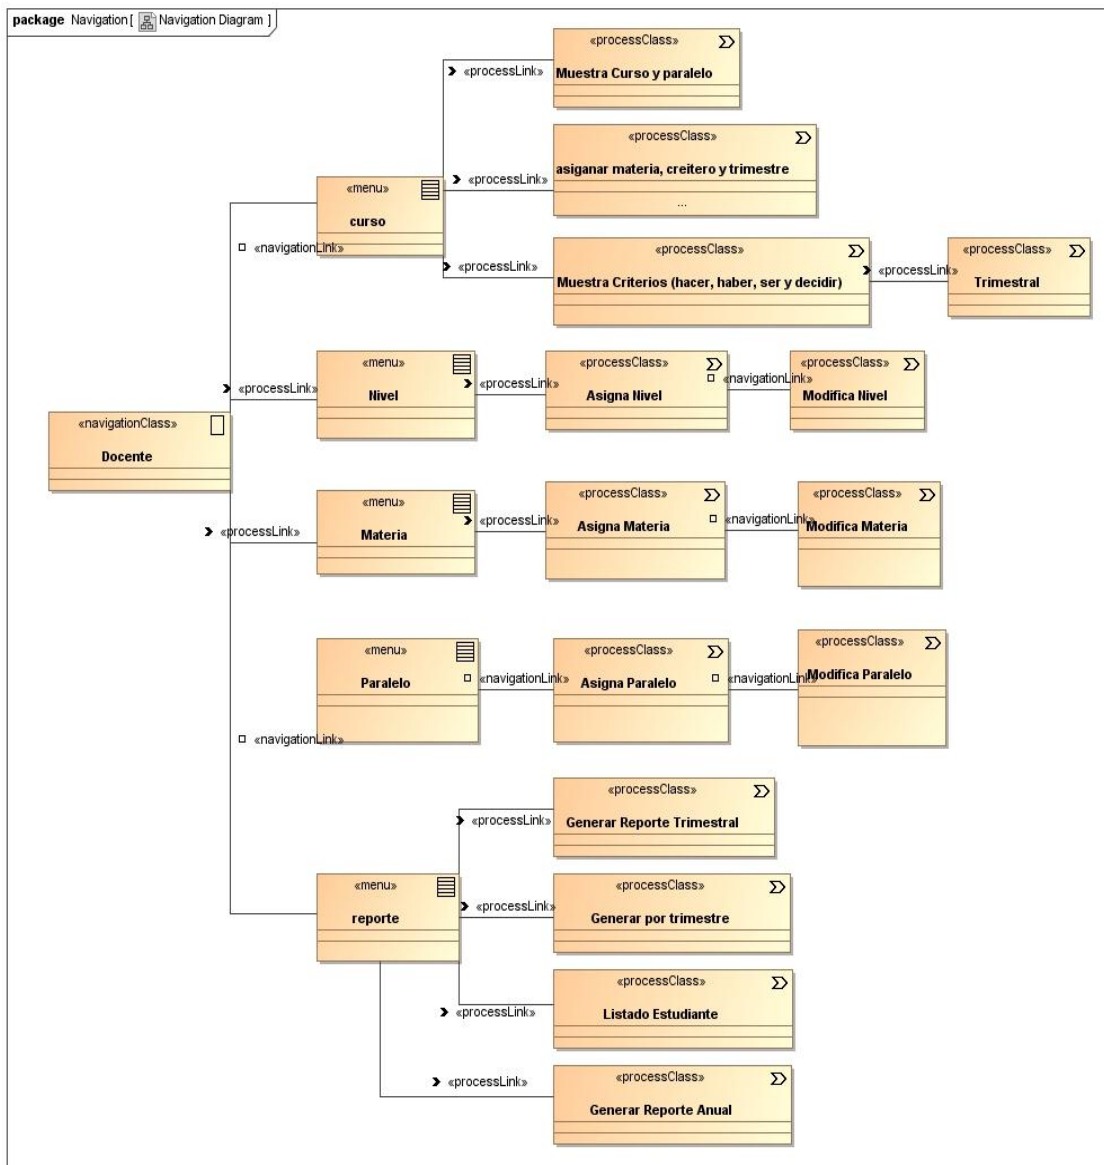 package Navigation [ Navigation Diagram ]
«processClass»
Muestra Curso y paralelo
«processLink»
«processClass»
asiganar materia, creitero y trimestre
...
«processLink»
«menu»
curso
«navigationLink»
«processClass»
Muestra Criterios (hacer, haber, ser y decidir)
«processLink»
«processLink»
«processClass»
Trimestral
«menu»
Nivel
«processLink»
«processLink»
«processClass»
Asigna Nivel
«navigationLink»
«processClass»
Modifica Nivel
«navigationClass»
Docente
«menu»
Materia
«processLink»
«processLink»
«processClass»
Asigna Materia
«navigationLink»
«processClass»
Modifica Materia
«menu»
Paralelo
«navigationLink»
«processClass»
Asigna Paralelo
«navigationLink»
«processClass»
Modifica Paralelo
«navigationLink»
«processClass»
Generar Reporte Trimestral
«processLink»
«menu»
reporte
«processClass»
Generar por trimestre
«processLink»
«processClass»
Listado Estudiante
«processLink»
«processClass»
Generar Reporte Anual
«processLink»